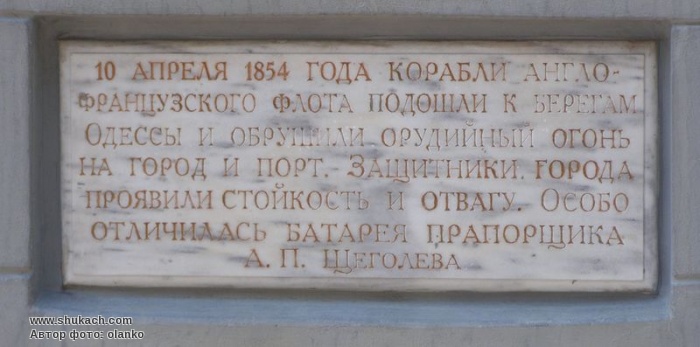 10 АПРЕЛЯ 1854 ГОДА КОРАБЛИ АНГЛО-
ФРАНЦУЗСКОГО ФЛОТА ПОДОШЛИ К БЕРЕГАМ
ОДЕССЫ И ОБРУШИЛИ ОРУДИЙНЫЙ ОГОНЬ
НА ГОРОД И ПОРТ. ЗАЩИТНИКИ. ГОРОДА
ПРОЯВИЛИ СТОЙКОСТЬ И ОТВАГУ. ОСОБО
ОТЛИЧИЛАСЬ БАТАРЕЯ ПРАПОРЩИКА
А. П. ЩЕГОЛЕВА
www.shukach.com
Автор фото: olanko